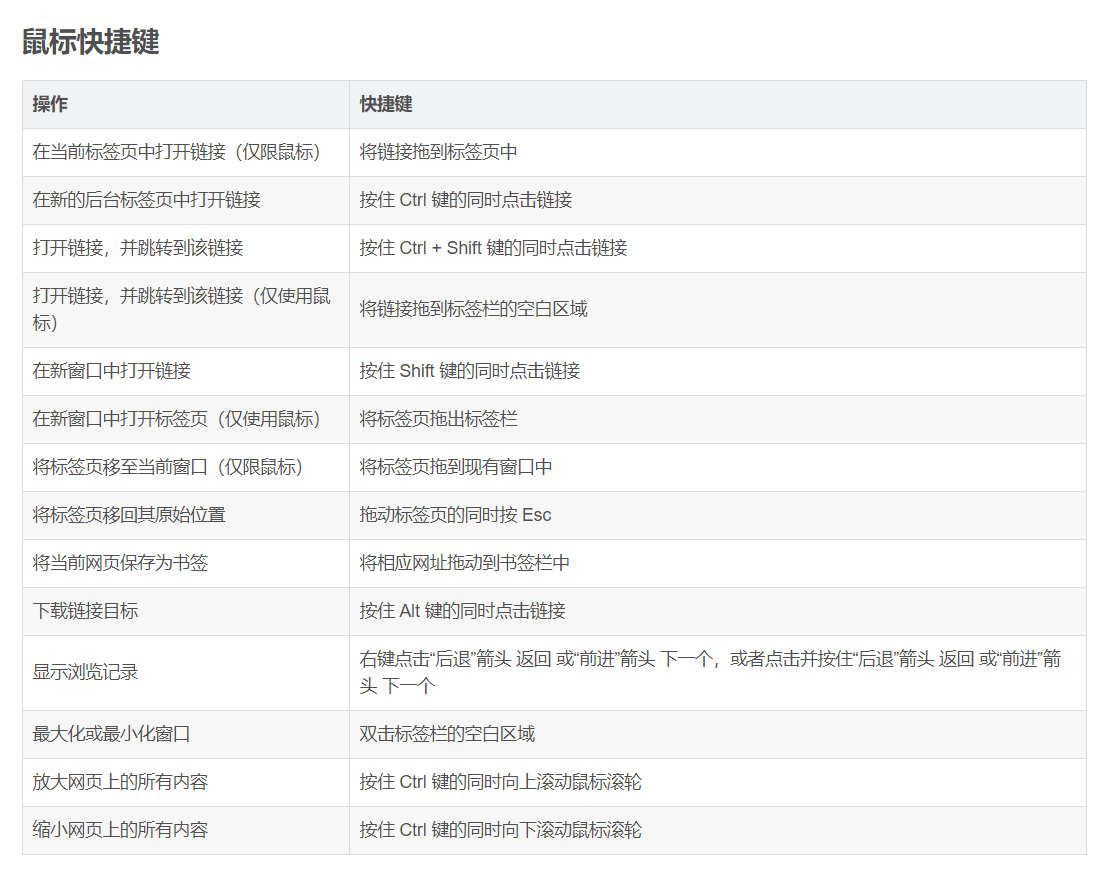 鼠标快捷键
操作 快捷键
在当前标签页中打开链接（仅限鼠标） 将链接拖到标签页中
在新的后台标签页中打开链接 按住 Ctrl 键的同时点击链接
打开链接，并跳转到该链接 按住 Ctrl + Shift 键的同时点击链接
打开链接，并跳转到该链接（仅使用鼠
标） 将链接拖到标签栏的空白区域
在新窗口中打开链接 按住 Shift 键的同时点击链接
在新窗口中打开标签页（仅使用鼠标） 将标签页拖出标签栏
将标签页移至当前窗口（仅限鼠标） 将标签页拖到现有窗口中
将标签页移回其原始位置 拖动标签页的同时按 Esc
将当前网页保存为书签 将相应网址拖动到书签栏中
下载链接目标 按住 Alt 键的同时点击链接
显示浏览记录 右键点击“后退”箭头 返回 或“前进”箭头 下一个，或者点击并按住“后退”箭头 返回 或“前进”箭
头 下一个
最大化或最小化窗口 双击标签栏的空白区域
放大网页上的所有内容 按住 Ctrl 键的同时向上滚动鼠标滚轮
缩小网页上的所有内容 按住 Ctrl 键的同时向下滚动鼠标滚轮